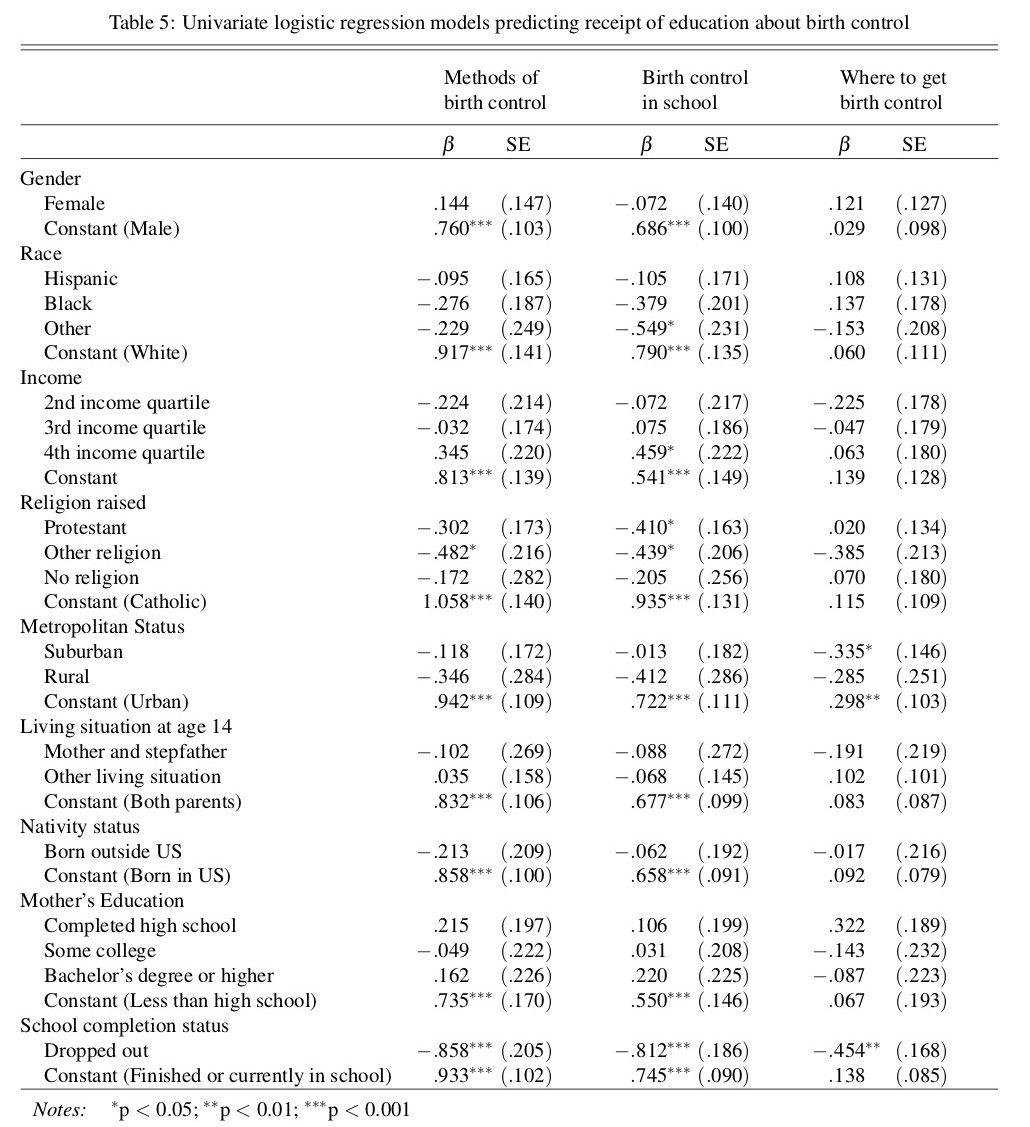 Table 5: Univariate logistic regression models predicting receipt of education about birth control
Methods of birth control Birth control in school Where to get birth control
β SE β SE β SE
Gender
Female .144 (.147) −.072 (.140) .121 (.127)
Constant (Male) .760*** (.103) .686*** (.100) .029 (.098)
Race
Hispanic −.095 (.165) −.105 (.171) .108 (.131)
Black −.276 (.187) −.379 (.201) .137 (.178)
Other −.229 (.249) −.549* (.231) −.153 (.208)
Constant (White) .917*** (.141) .790*** (.135) .060 (.111)
Income
2nd income quartile −.224 (.214) −.072 (.217) −.225 (.178)
3rd income quartile −.032 (.174) .075 (.186) −.047 (.179)
4th income quartile .345 (.220) .459* (.222) .063 (.180)
Constant .813*** (.139) .541*** (.149) .139 (.128)
Religion raised
Protestant −.302 (.173) −.410* (.163) .020 (.134)
Other religion −.482* (.216) −.439* (.206) −.385 (.213)
No religion −.172 (.282) −.205 (.256) .070 (.180)
Constant (Catholic) 1.058*** (.140) .935*** (.131) .115 (.109)
Metropolitan Status
Suburban −.118 (.172) −.013 (.182) −.335* (.146)
Rural −.346 (.284) −.412 (.286) −.285 (.251)
Constant (Urban) .942*** (.109) .722*** (.111) .298** (.103)
Living situation at age 14
Mother and stepfather −.102 (.269) −.088 (.272) −.191 (.219)
Other living situation .035 (.158) −.068 (.145) .102 (.101)
Constant (Both parents) .832*** (.106) .677*** (.099) .083 (.087)
Nativity status
Born outside US −.213 (.209) −.062 (.192) −.017 (.216)
Constant (Born in US) .858*** (.100) .658*** (.091) .092 (.079)
Mother's Education
Completed high school .215 (.197) .106 (.199) .322 (.189)
Some college −.049 (.222) .031 (.208) −.143 (.232)
Bachelor's degree or higher .162 (.226) .220 (.225) −.087 (.223)
Constant (Less than high school) .735*** (.170) .550*** (.146) .067 (.193)
School completion status
Dropped out −.858*** (.205) −.812*** (.186) −.454** (.168)
Constant (Finished or currently in school) .933*** (.102) .745*** (.090) .138 (.085)
Notes: *p < 0.05; **p < 0.01; ***p < 0.001